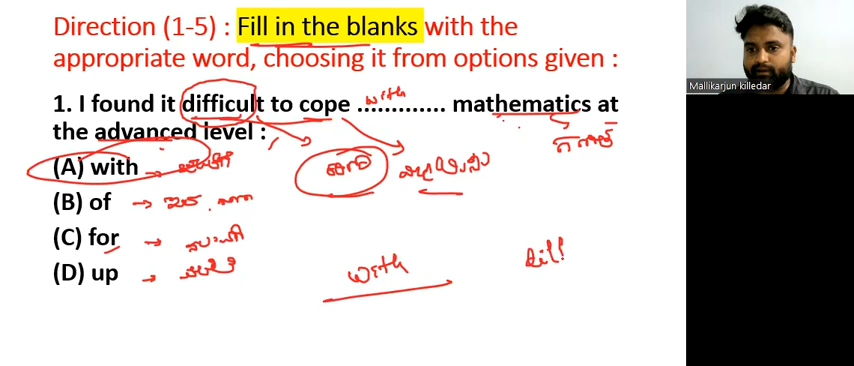 Direction (1-5) : Fill in the blanks with the
appropriate word, choosing it from options given :
Mallikarjun killedar
with
1. I found it difficult to cope ............. mathematics at
the advanced level :
(A) with
(B) of
(C) for
(D) up
with